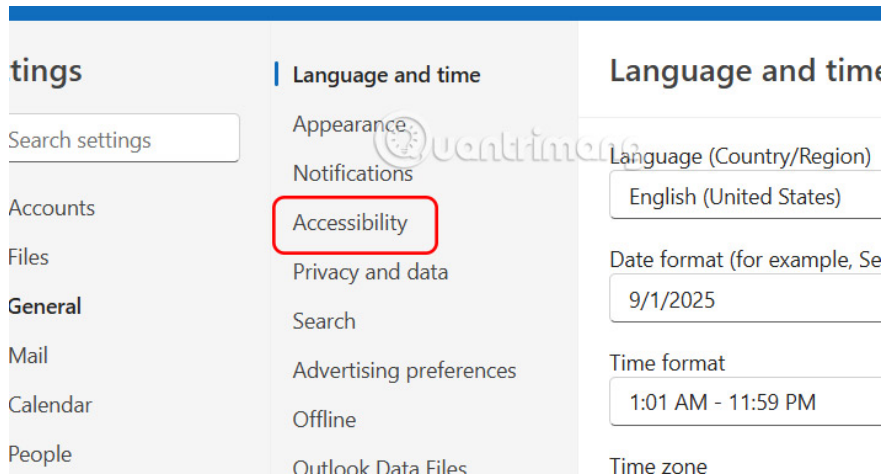 tings
Search settings
Accounts
Files
General
Mail
Calendar
People
Language and time
Appearance
Notifications
Accessibility
Privacy and data
Search
Advertising preferences
Offline
Outlook Data Files
Quantrimang
Language and time
Language (Country/Region)
English (United States)
Date format (for example, Se
9/1/2025
Time format
1:01 AM - 11:59 PM
Time zone